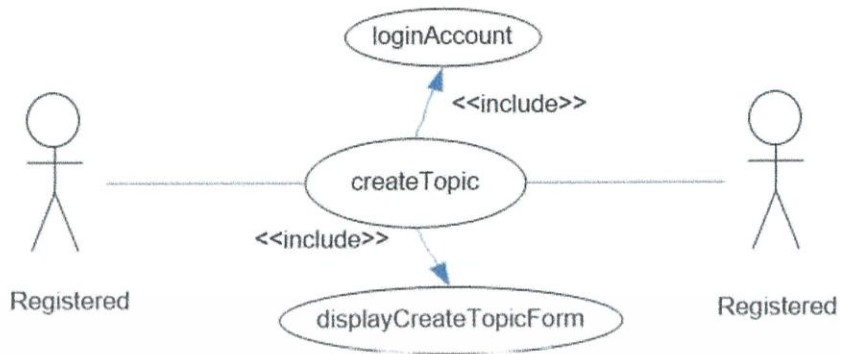 loginAccount
<<include>>
createTopic
<<include>>
Registered
displayCreateTopicForm
Registered